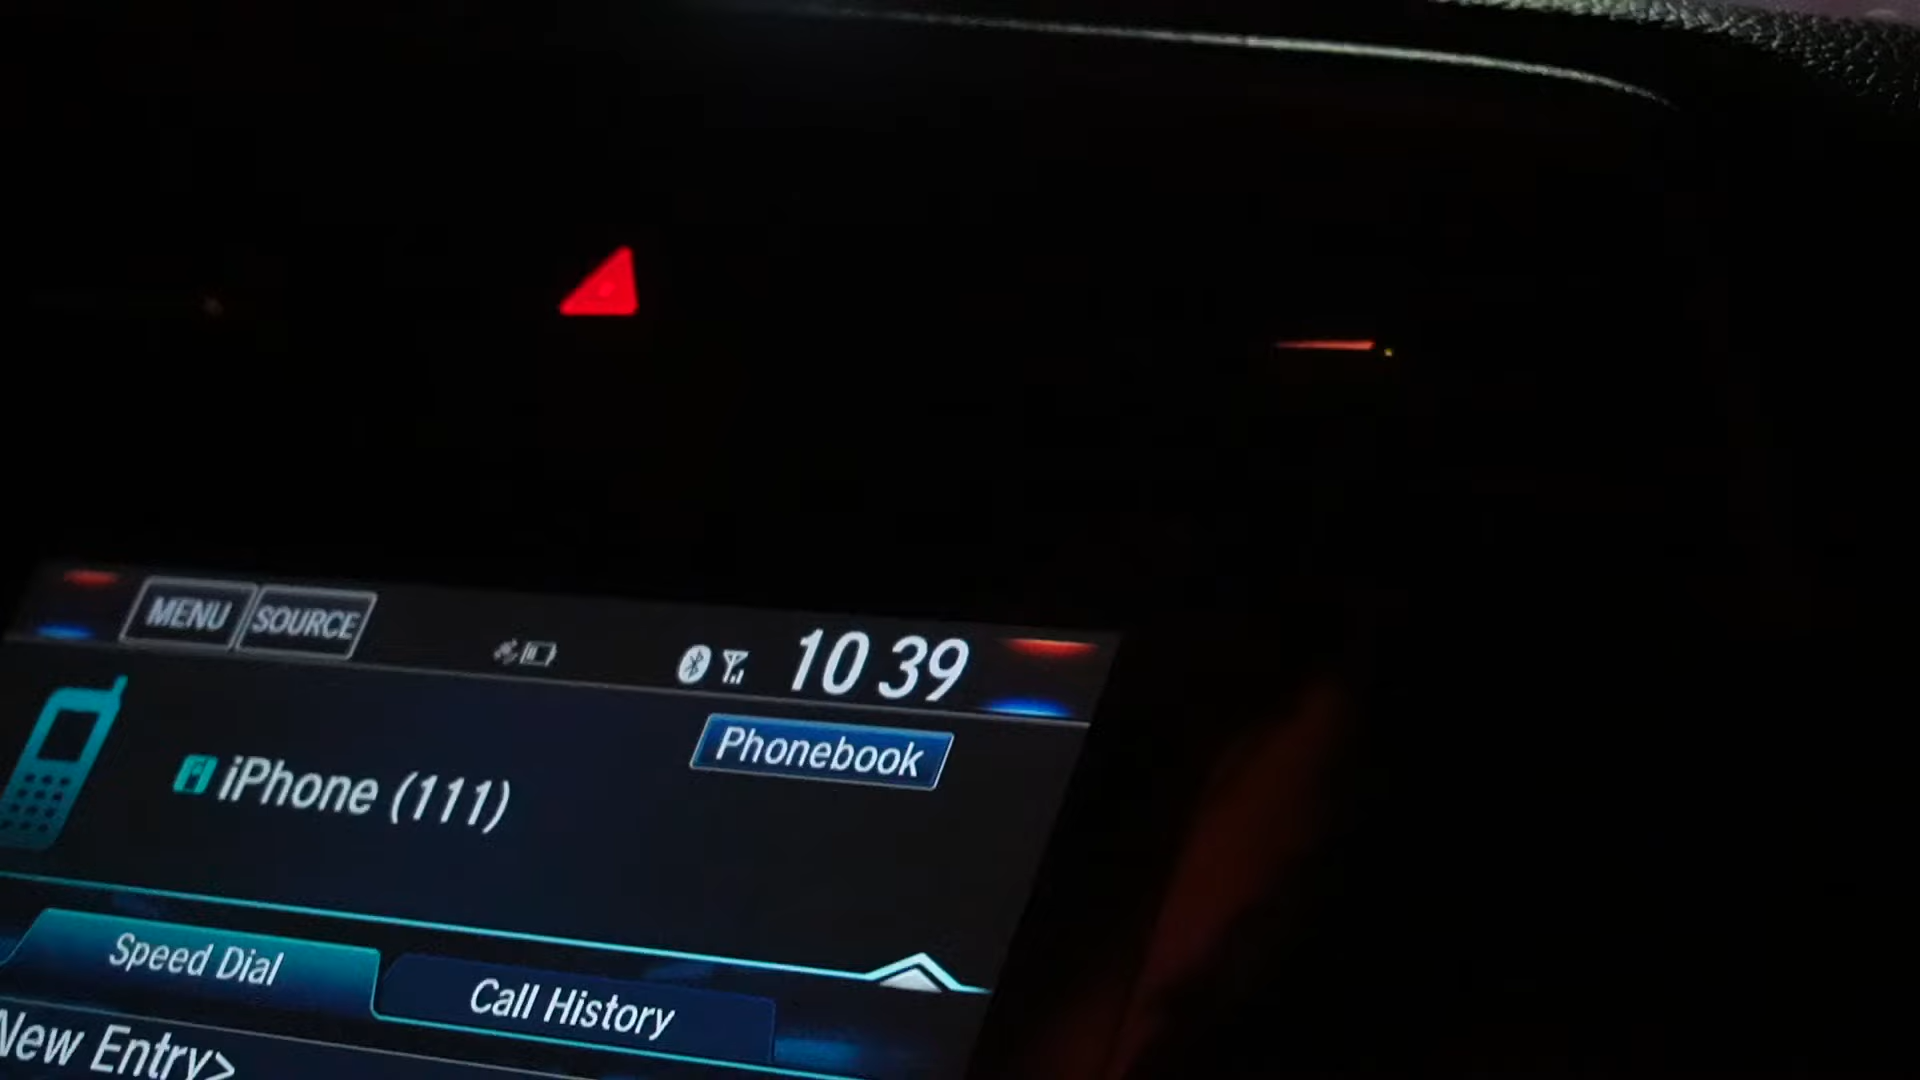 MENU SOURCE
10 39
Phonebook
iPhone (111)
Speed Dial
Call History
New Entry>